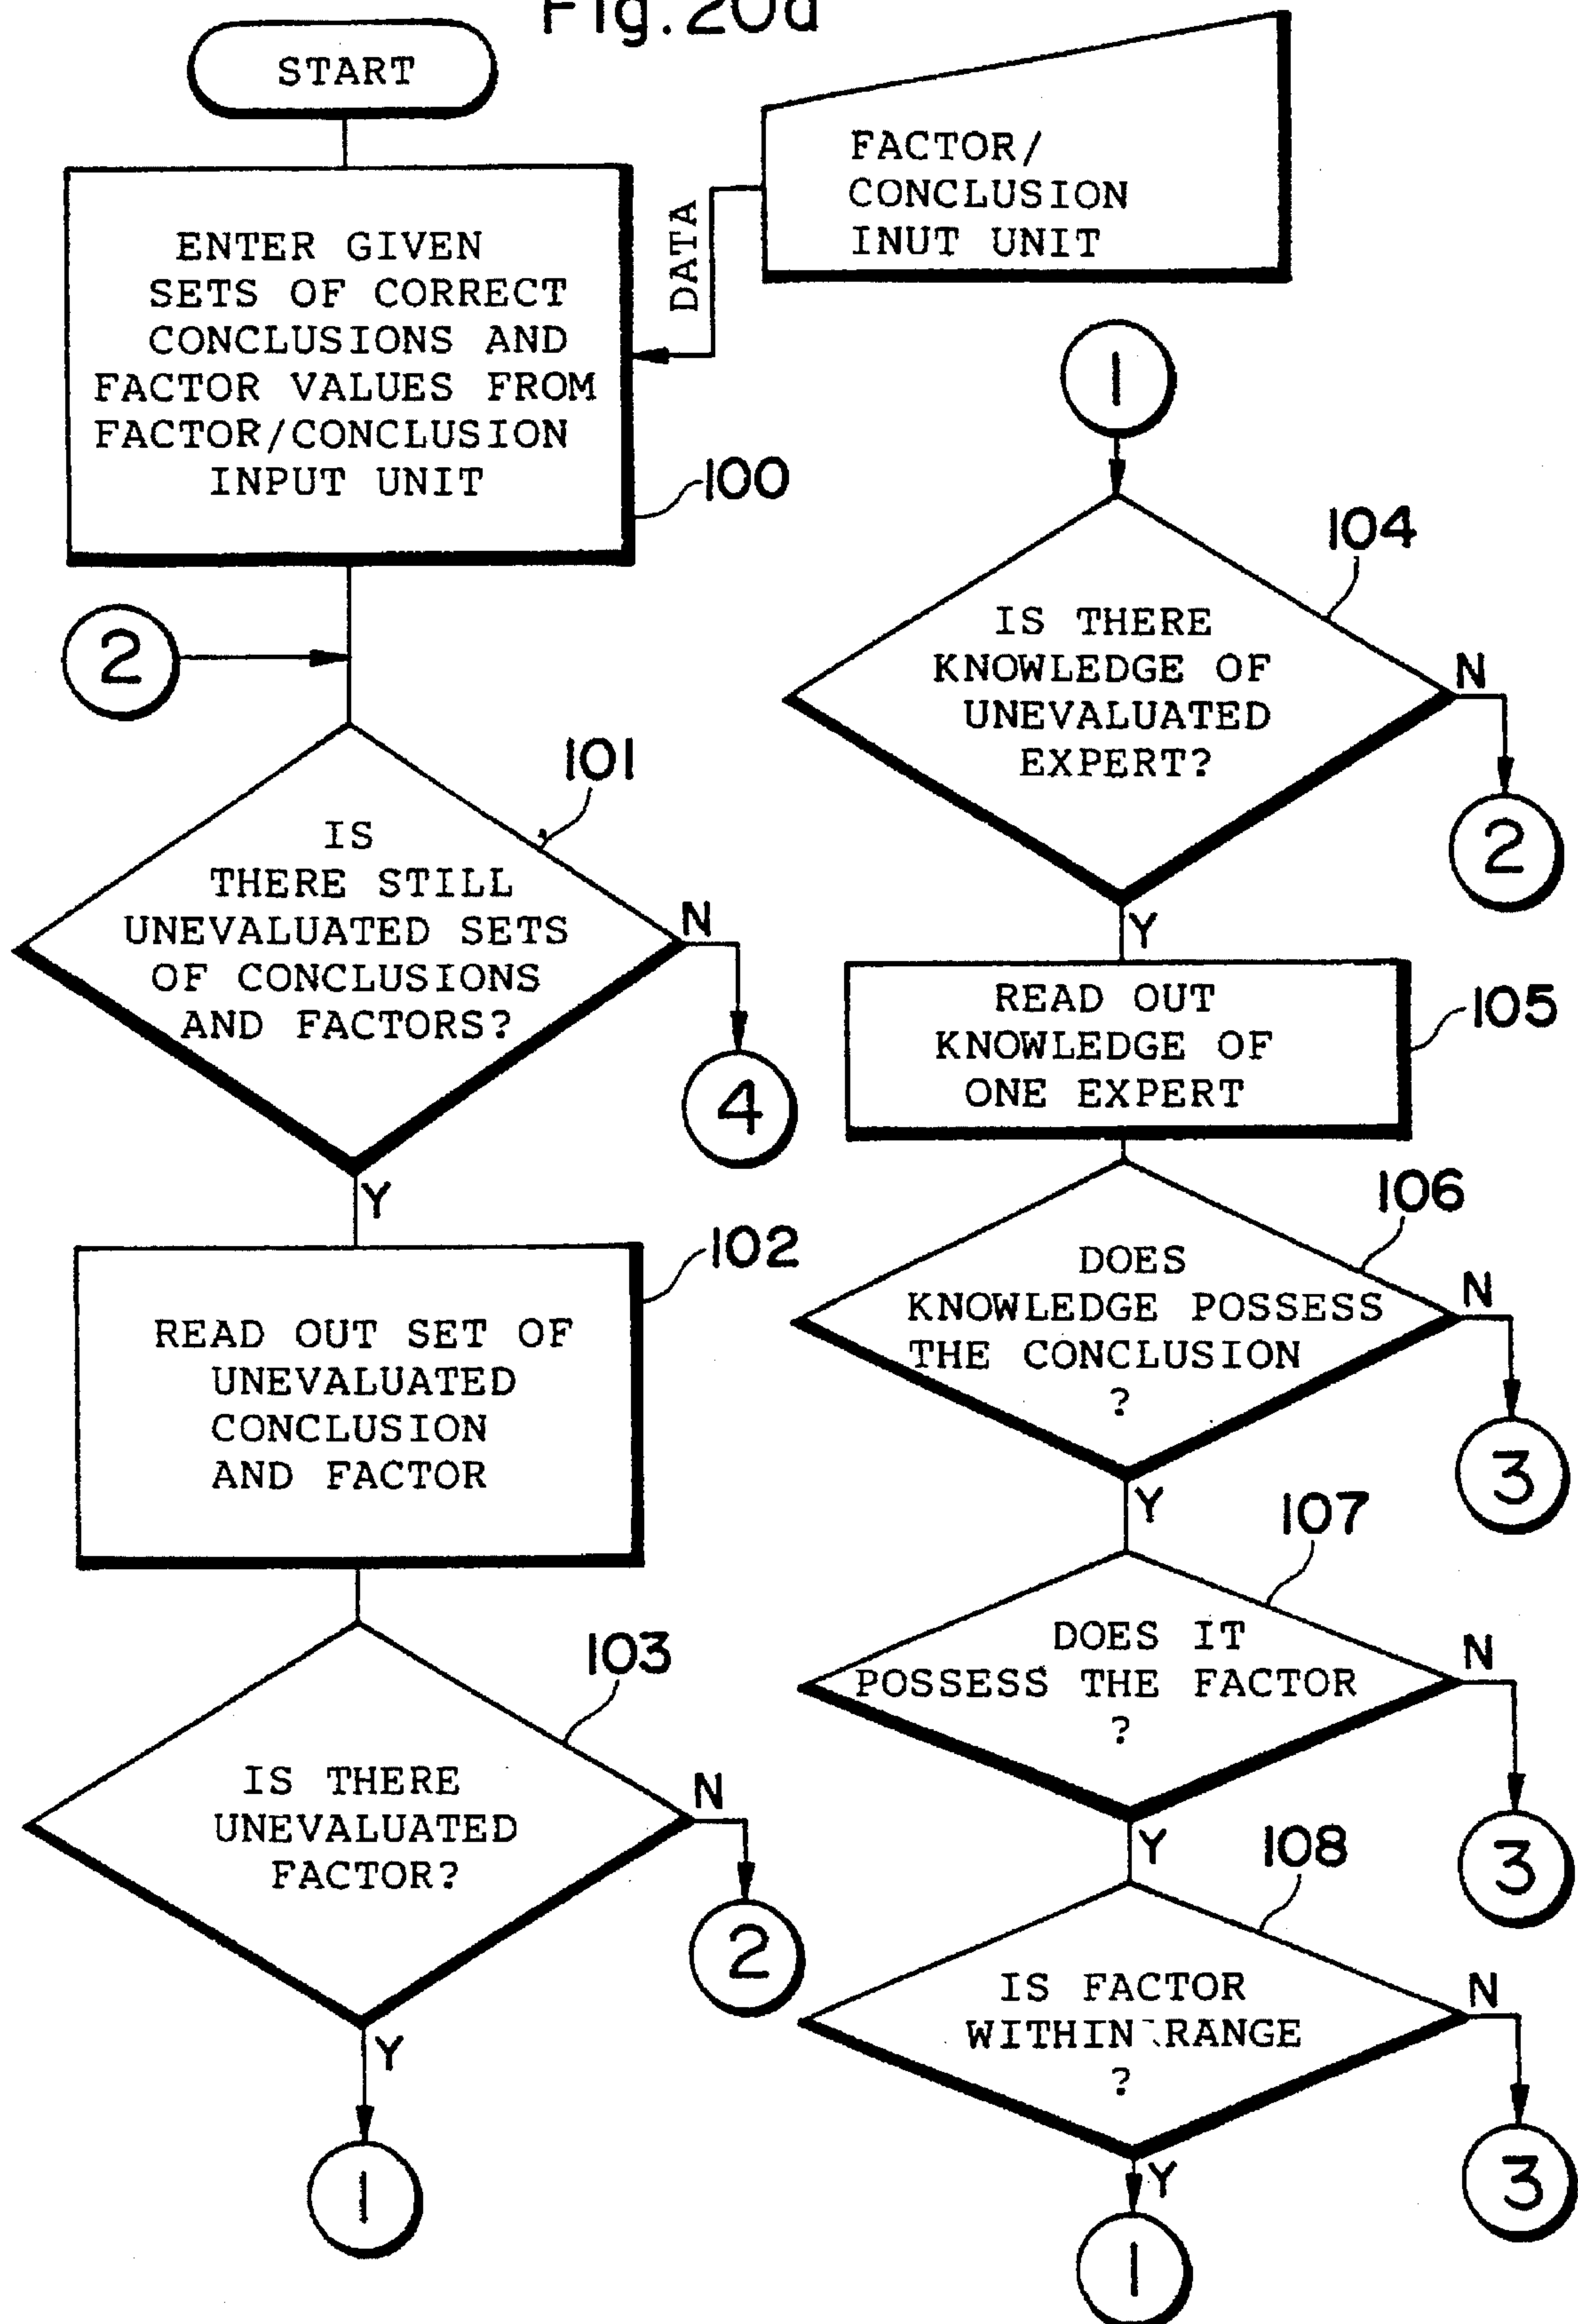 Fig.20a
START
ENTER GIVEN
SETS OF CORRECT
CONCLUSIONS AND
FACTOR VALUES FROM
FACTOR/CONCLUSION
INPUT UNIT
100
DATA
FACTOR/
CONCLUSION
INUT UNIT
2
101
IS
THERE STILL
UNEVALUATED SETS
OF CONCLUSIONS
AND FACTORS?
N
4
Y
102
READ OUT SET OF
UNEVALUATED
CONCLUSION
AND FACTOR
103
IS THERE
UNEVALUATED
FACTOR?
N
2
Y
1
1
104
IS THERE
KNOWLEDGE OF
UNEVALUATED
EXPERT?
N
2
Y
READ OUT
KNOWLEDGE OF
ONE EXPERT
105
106
DOES
KNOWLEDGE POSSESS
THE CONCLUSION
?
N
3
Y
107
DOES IT
POSSESS THE FACTOR
?
N
3
Y
108
IS FACTOR
WITHIN RANGE
?
N
3
Y
1